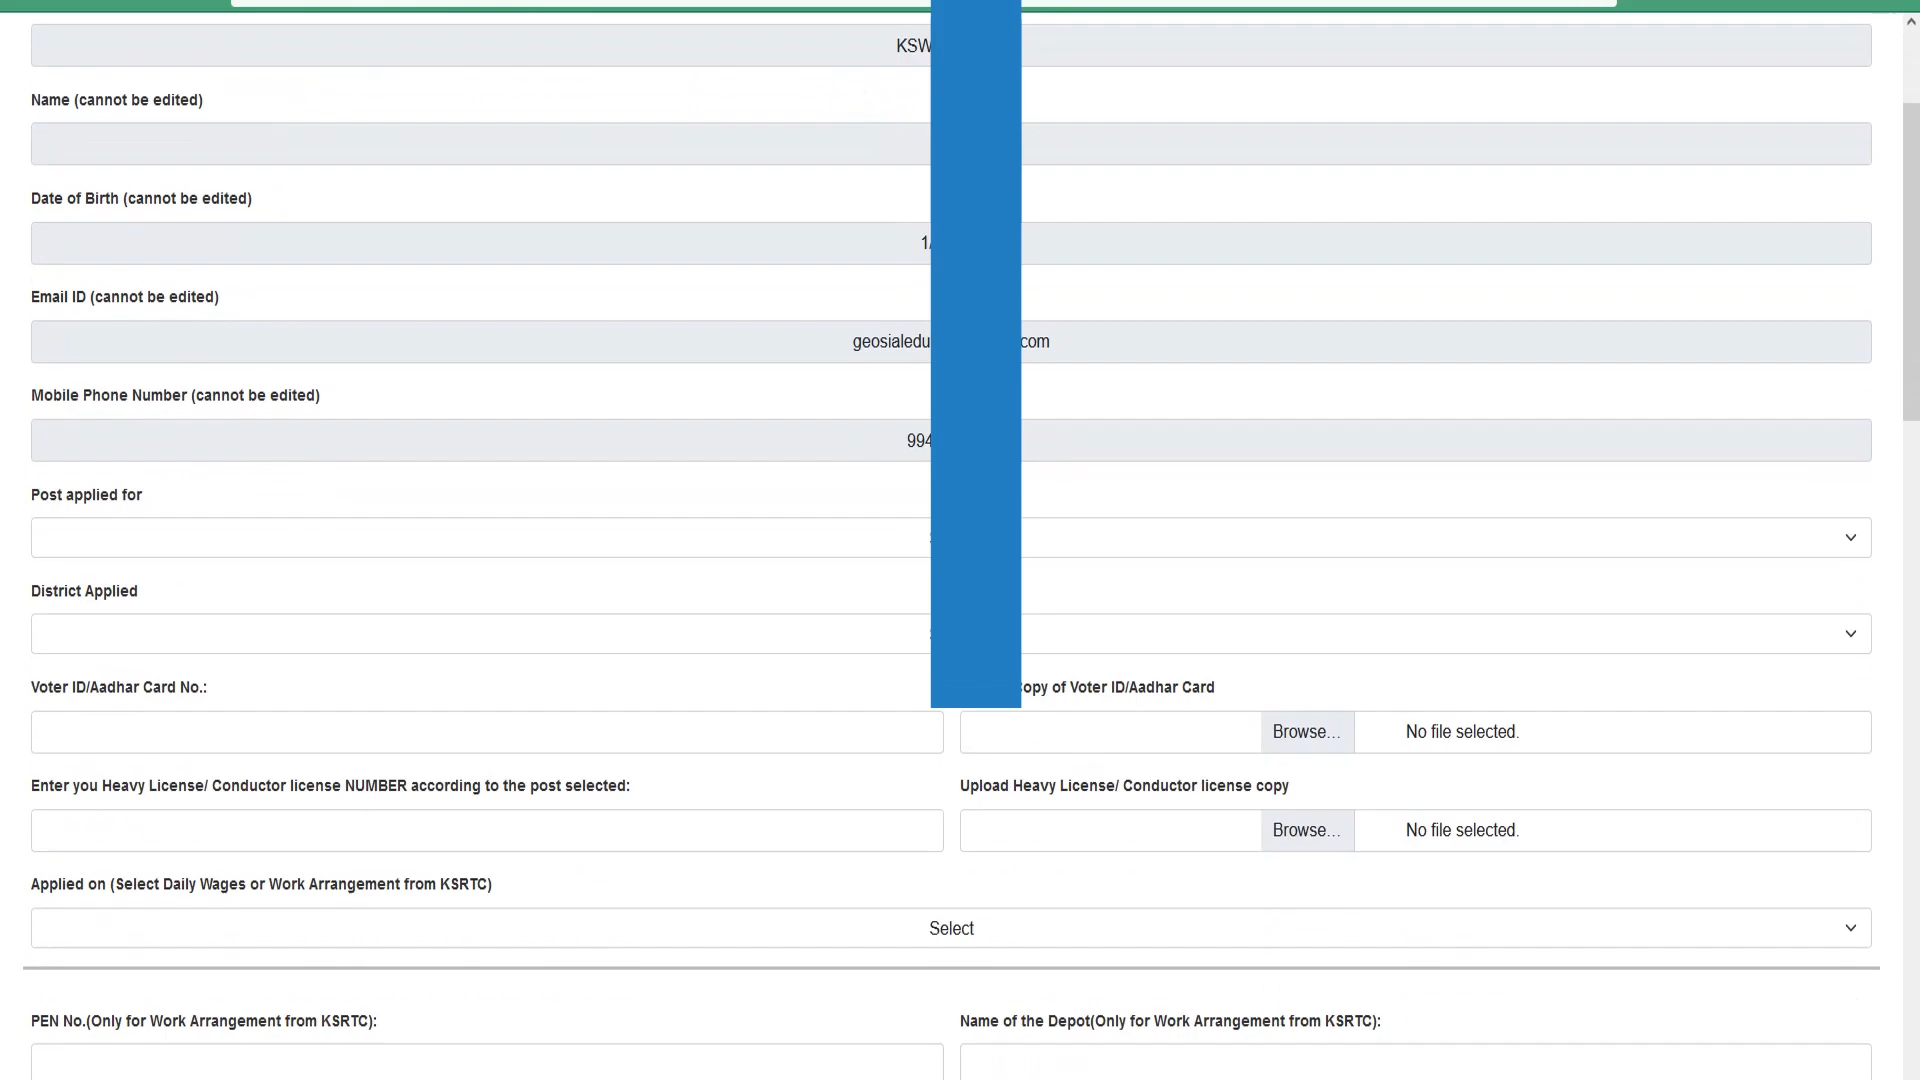 KSW
Name (cannot be edited)
Date of Birth (cannot be edited)
1/
Email ID (cannot be edited)
geosialedu com
Mobile Phone Number (cannot be edited)
994
Post applied for
District Applied
Voter ID/Aadhar Card No.:
opy of Voter ID/Aadhar Card
Browse... No file selected.
Enter you Heavy License/ Conductor license NUMBER according to the post selected:
Upload Heavy License/ Conductor license copy
Browse... No file selected.
Applied on (Select Daily Wages or Work Arrangement from KSRTC)
Select
PEN No.(Only for Work Arrangement from KSRTC):
Name of the Depot(Only for Work Arrangement from KSRTC):